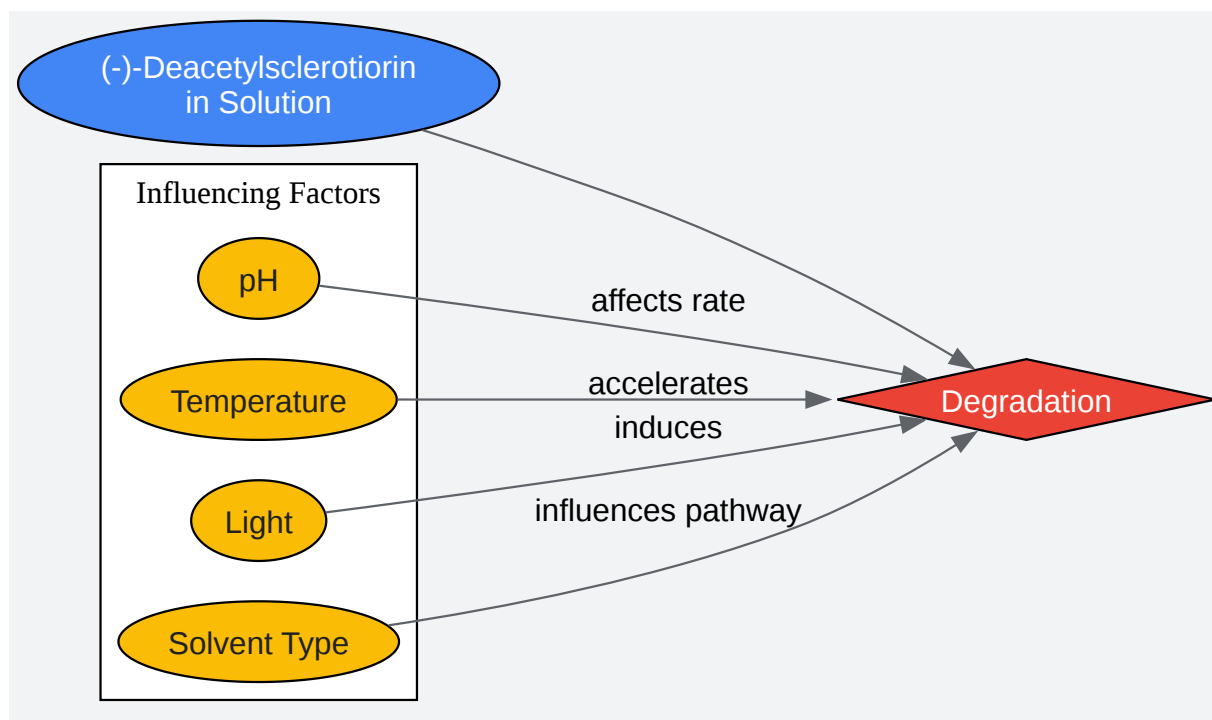 (-)-Deacetylsclerotiorin
in Solution
Influencing Factors
pH
affects rate
Temperature
accelerates
Degradation
induces
Light
influences pathway
Solvent Type